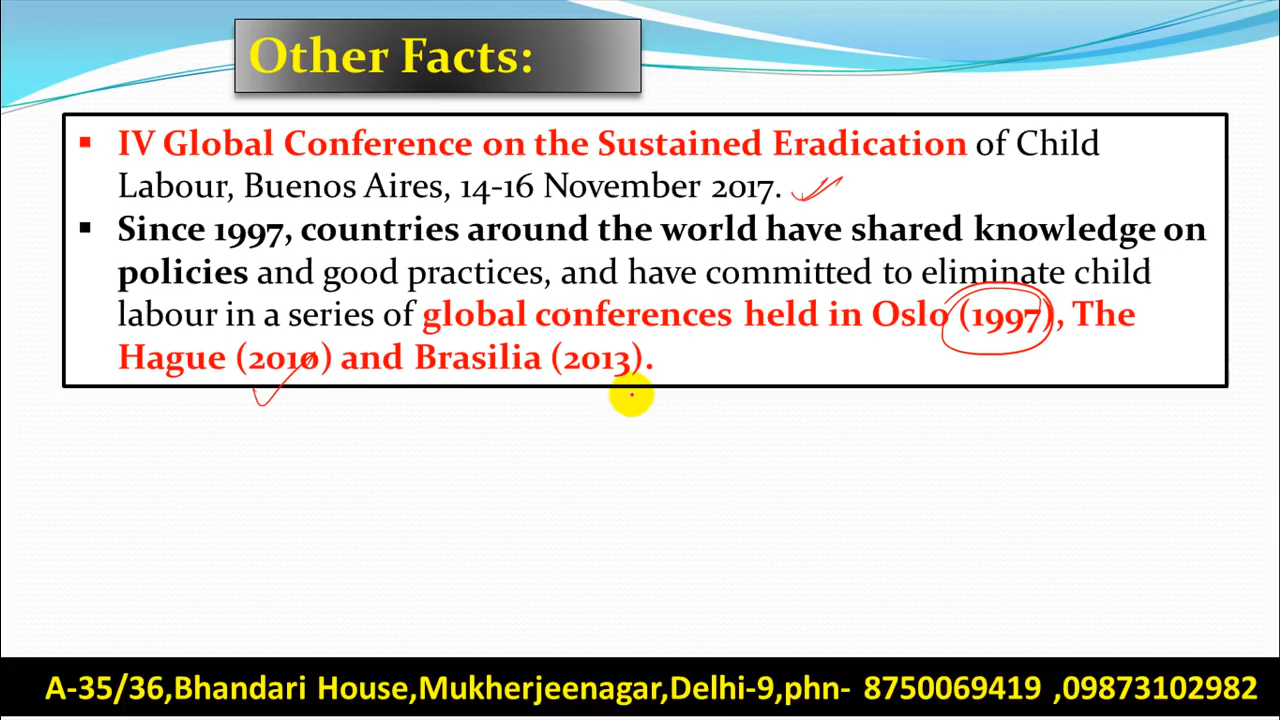 Other Facts:
IV Global Conference on the Sustained Eradication of Child
Labour, Buenos Aires, 14-16 November 2017.
Since 1997, countries around the world have shared knowledge on
policies and good practices, and have committed to eliminate child
labour in a series of global conferences held in Oslo (1997), The
Hague (2010) and Brasilia (2013).
A-35/36,Bhandari House,Mukherjeenagar,Delhi-9,phn- 8750069419 ,09873102982